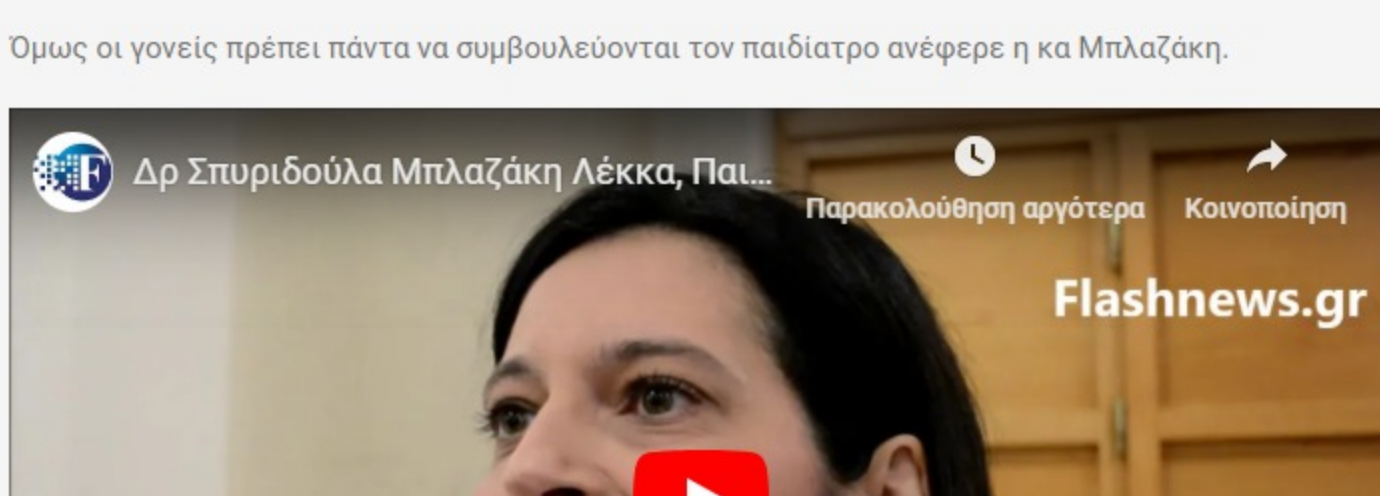 Όμως οι γονείς πρέπει πάντα να συμβουλεύονται τον παιδίατρο ανέφερε η κα Μπλαζάκη.
F
Δρ Σπυριδούλα Μπλαζάκη Λέκκα, Παι...
Παρακολούθηση αργότερα
Κοινοποίηση
Flashnews.gr